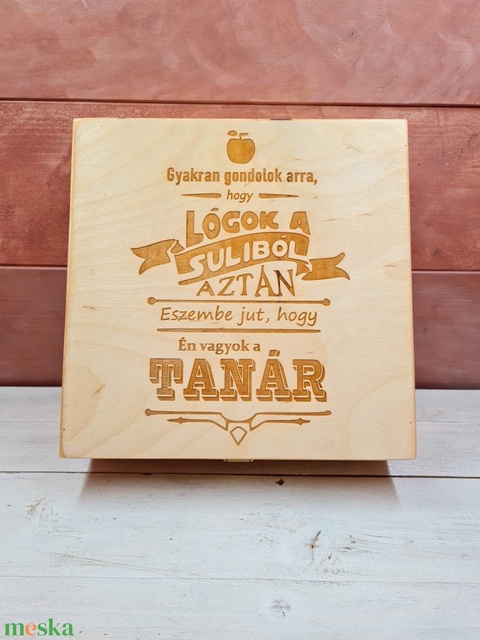 Gyakran gondolok arra,
hogy
LÓGOK A
SULIBÓL
AZTÁN
Eszembe jut, hogy
Én vagyok a
TANÁR
meska